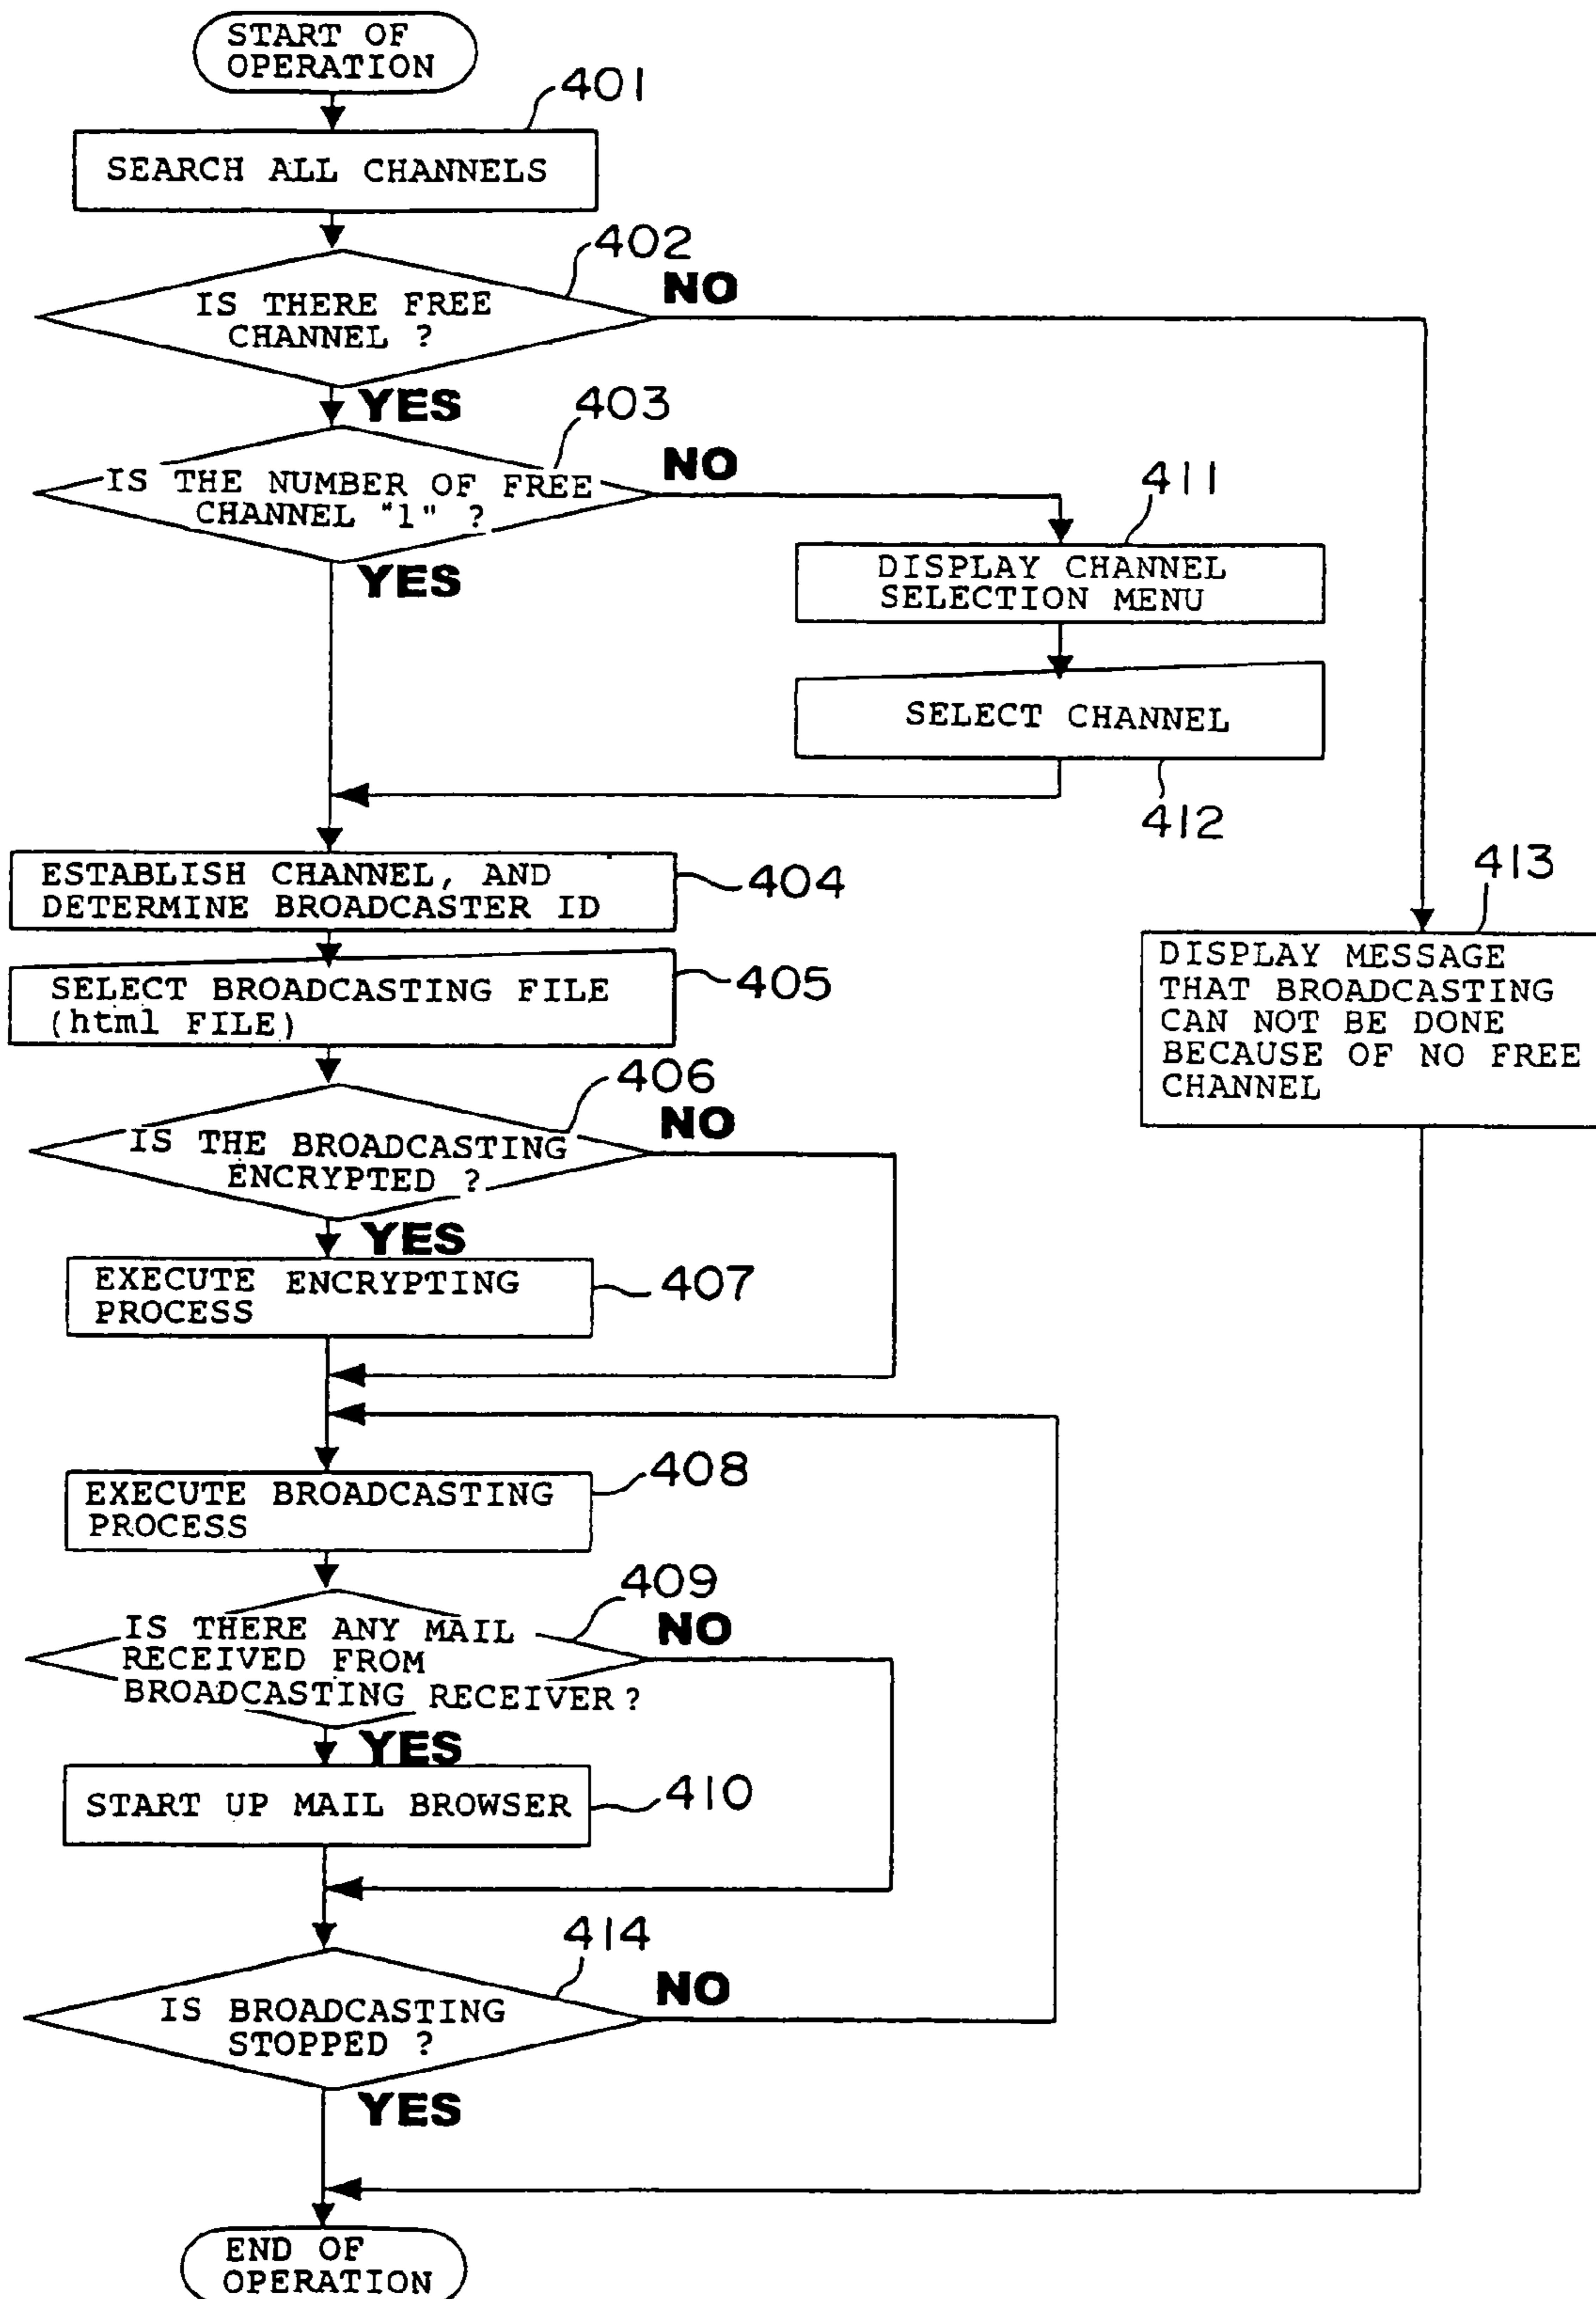 START OF
OPERATION
401
SEARCH ALL CHANNELS
402
NO
IS THERE FREE
CHANNEL ?
YES
403
NO
IS THE NUMBER OF FREE
CHANNEL "1" ?
YES
411
DISPLAY CHANNEL
SELECTION MENU
SELECT CHANNEL
412
ESTABLISH CHANNEL, AND
DETERMINE BROADCASTER ID
404
SELECT BROADCASTING FILE
(html FILE)
405
413
DISPLAY MESSAGE
THAT BROADCASTING
CAN NOT BE DONE
BECAUSE OF NO FREE
CHANNEL
406
NO
IS THE BROADCASTING
ENCRYPTED ?
YES
EXECUTE ENCRYPTING
PROCESS
407
EXECUTE BROADCASTING
PROCESS
408
409
NO
IS THERE ANY MAIL
RECEIVED FROM
BROADCASTING RECEIVER?
YES
START UP MAIL BROWSER
410
414
NO
IS BROADCASTING
STOPPED ?
YES
END OF
OPERATION